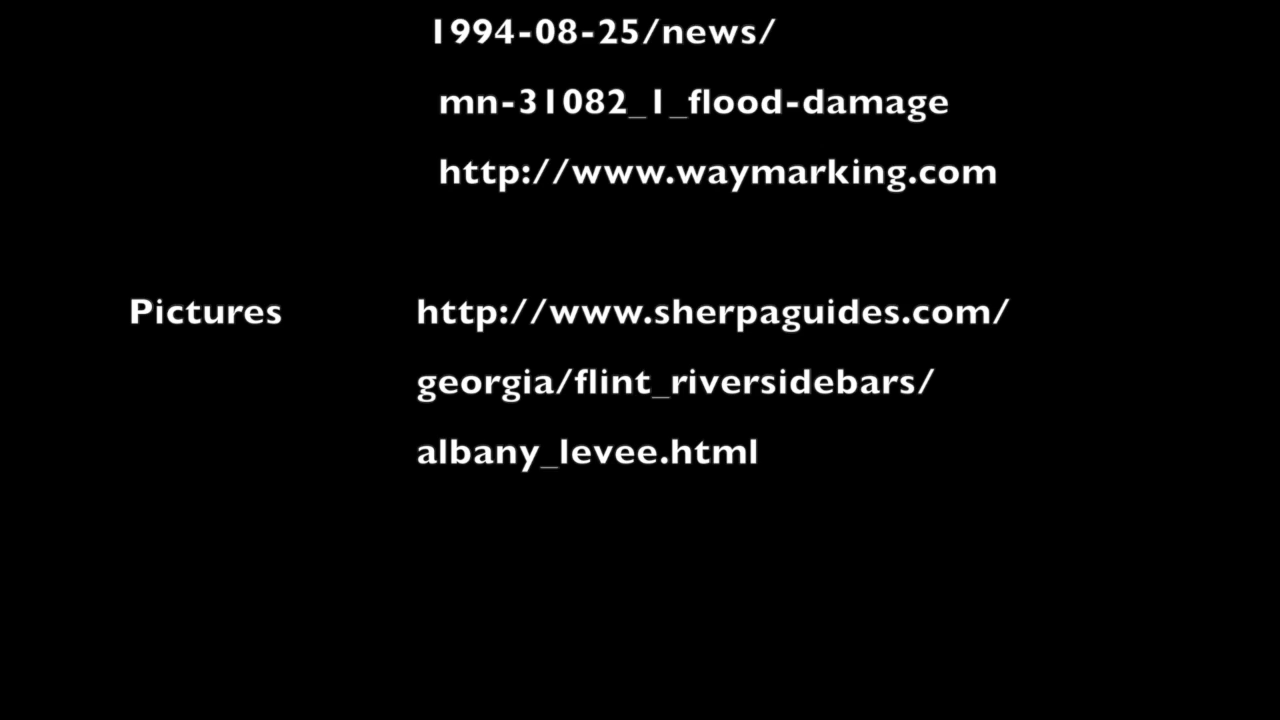 1994-08-25/news/
mn-31082_1_flood-damage
http://www.waymarking.com
Pictures http://www.sherpaguides.com/
georgia/flint_riversidebars/
albany_levee.html